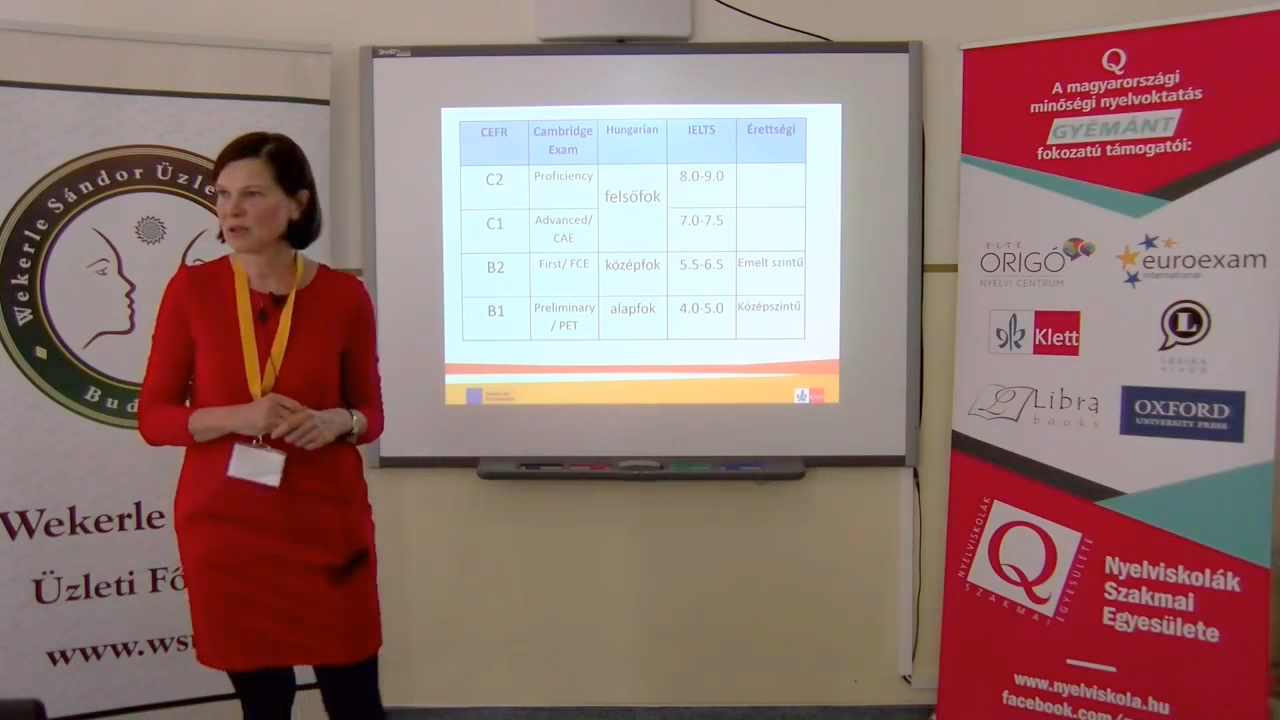 Wekerle Sándor Üzle
Bud
Wekerle
Üzleti Fő
www.ws
SMART
CEFR
Cambridge
Exam
Hungarian
IELTS
Érettségi
C2
Proficiency
felsőfok
8.0-9.0
C1
Advanced/
CAE
7.0-7.5
B2
First/ FCE
középfok
5.5-6.5
Emelt szintű
B1
Preliminary
/ PET
alapfok
4.0-5.0
Középszintű
Klett
Q
A magyarországi
minőségi nyelvoktatás
GYÉMÁNT
fokozatú támogatói:
ELTE
ORIGÓ
NYELVI CENTRUM
euroexam
international
Klett
L
LEXIKA
KIADÓ
Libra
books
OXFORD
UNIVERSITY PRESS
NYELVISKOLÁK
SZAKMAI
EGYESÜLETE
Q
Nyelviskolák
Szakmai
Egyesülete
www.nyelviskola.hu
facebook.com/